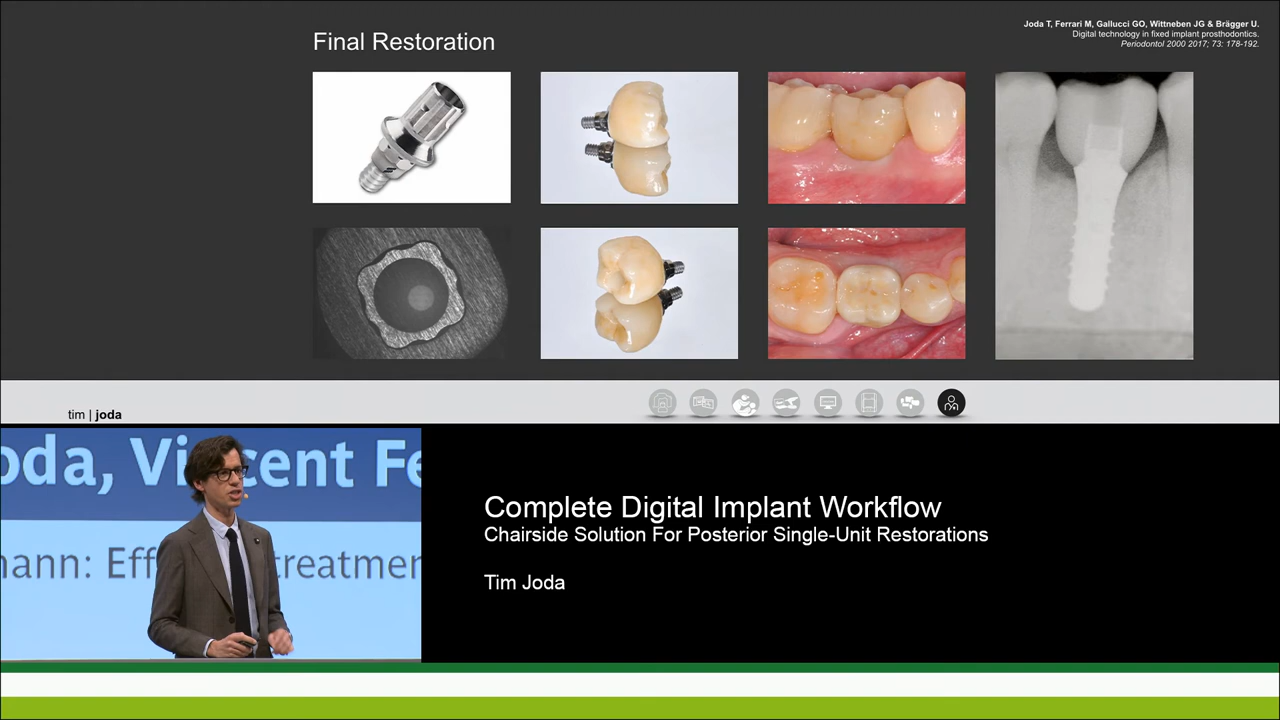 Final Restoration
Joda T, Ferrari M, Gallucci GO, Wittneben JG & Brägger U.
Digital technology in fixed implant prosthodontics.
Periodontol 2000 2017; 73: 178-192.
tim | joda
oda, Vincent Fe
mann: Eff treatmen
Complete Digital Implant Workflow
Chairside Solution For Posterior Single-Unit Restorations
Tim Joda